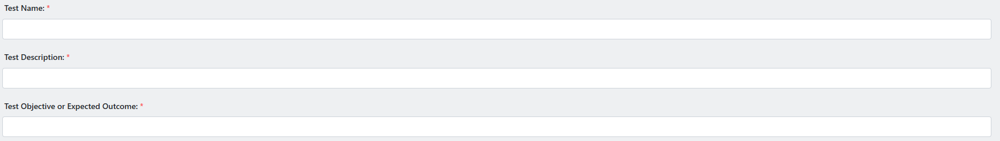 Test Name: *
Test Description: *
Test Objective or Expected Outcome: *